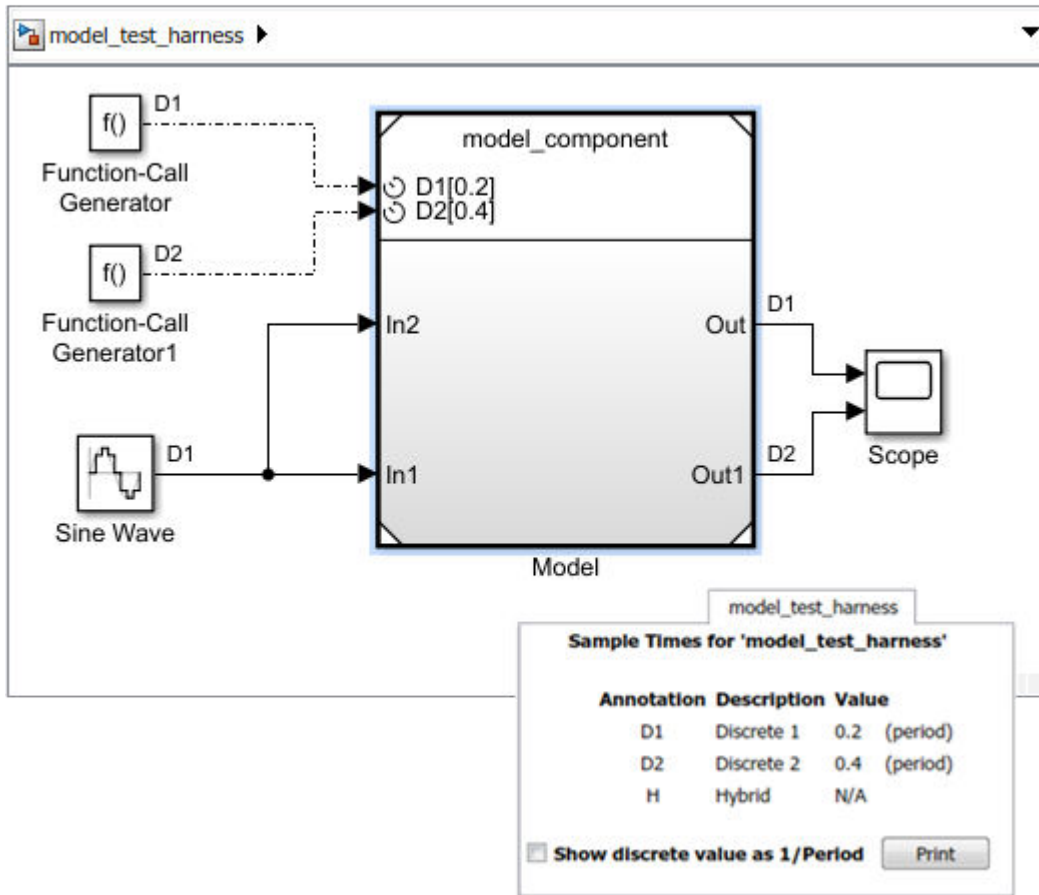 model_test_harness
D1
f()
Function-Call
Generator
D2
f()
Function-Call
Generator1
D1
Sine Wave
model_component
D1[0.2]
D2[0.4]
In2
Out
In1
Out1
Model
D1
D2
Scope
model_test_harness
Sample Times for 'model_test_harness'
Annotation Description Value
D1 Discrete 1 0.2 (period)
D2 Discrete 2 0.4 (period)
H Hybrid N/A
Show discrete value as 1/Period Print